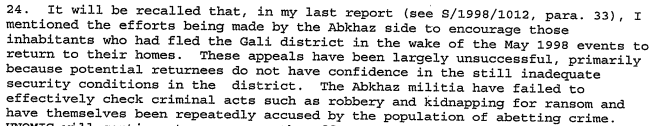 24.  It will be recalled that, in my last report (see S/1998/1012, para. 33), I
mentioned the efforts being made by the Abkhaz side to encourage those
inhabitants who had fled the Gali district in the wake of the May 1998 events to
return to their homes.  These appeals have been largely unsuccessful, primarily
because potential returnees do not have confidence in the still inadequate
security conditions in the  district.  The Abkhaz militia have failed to
effectively check criminal acts such as robbery and kidnapping for ransom and
have themselves been repeatedly accused by the population of abetting crime.